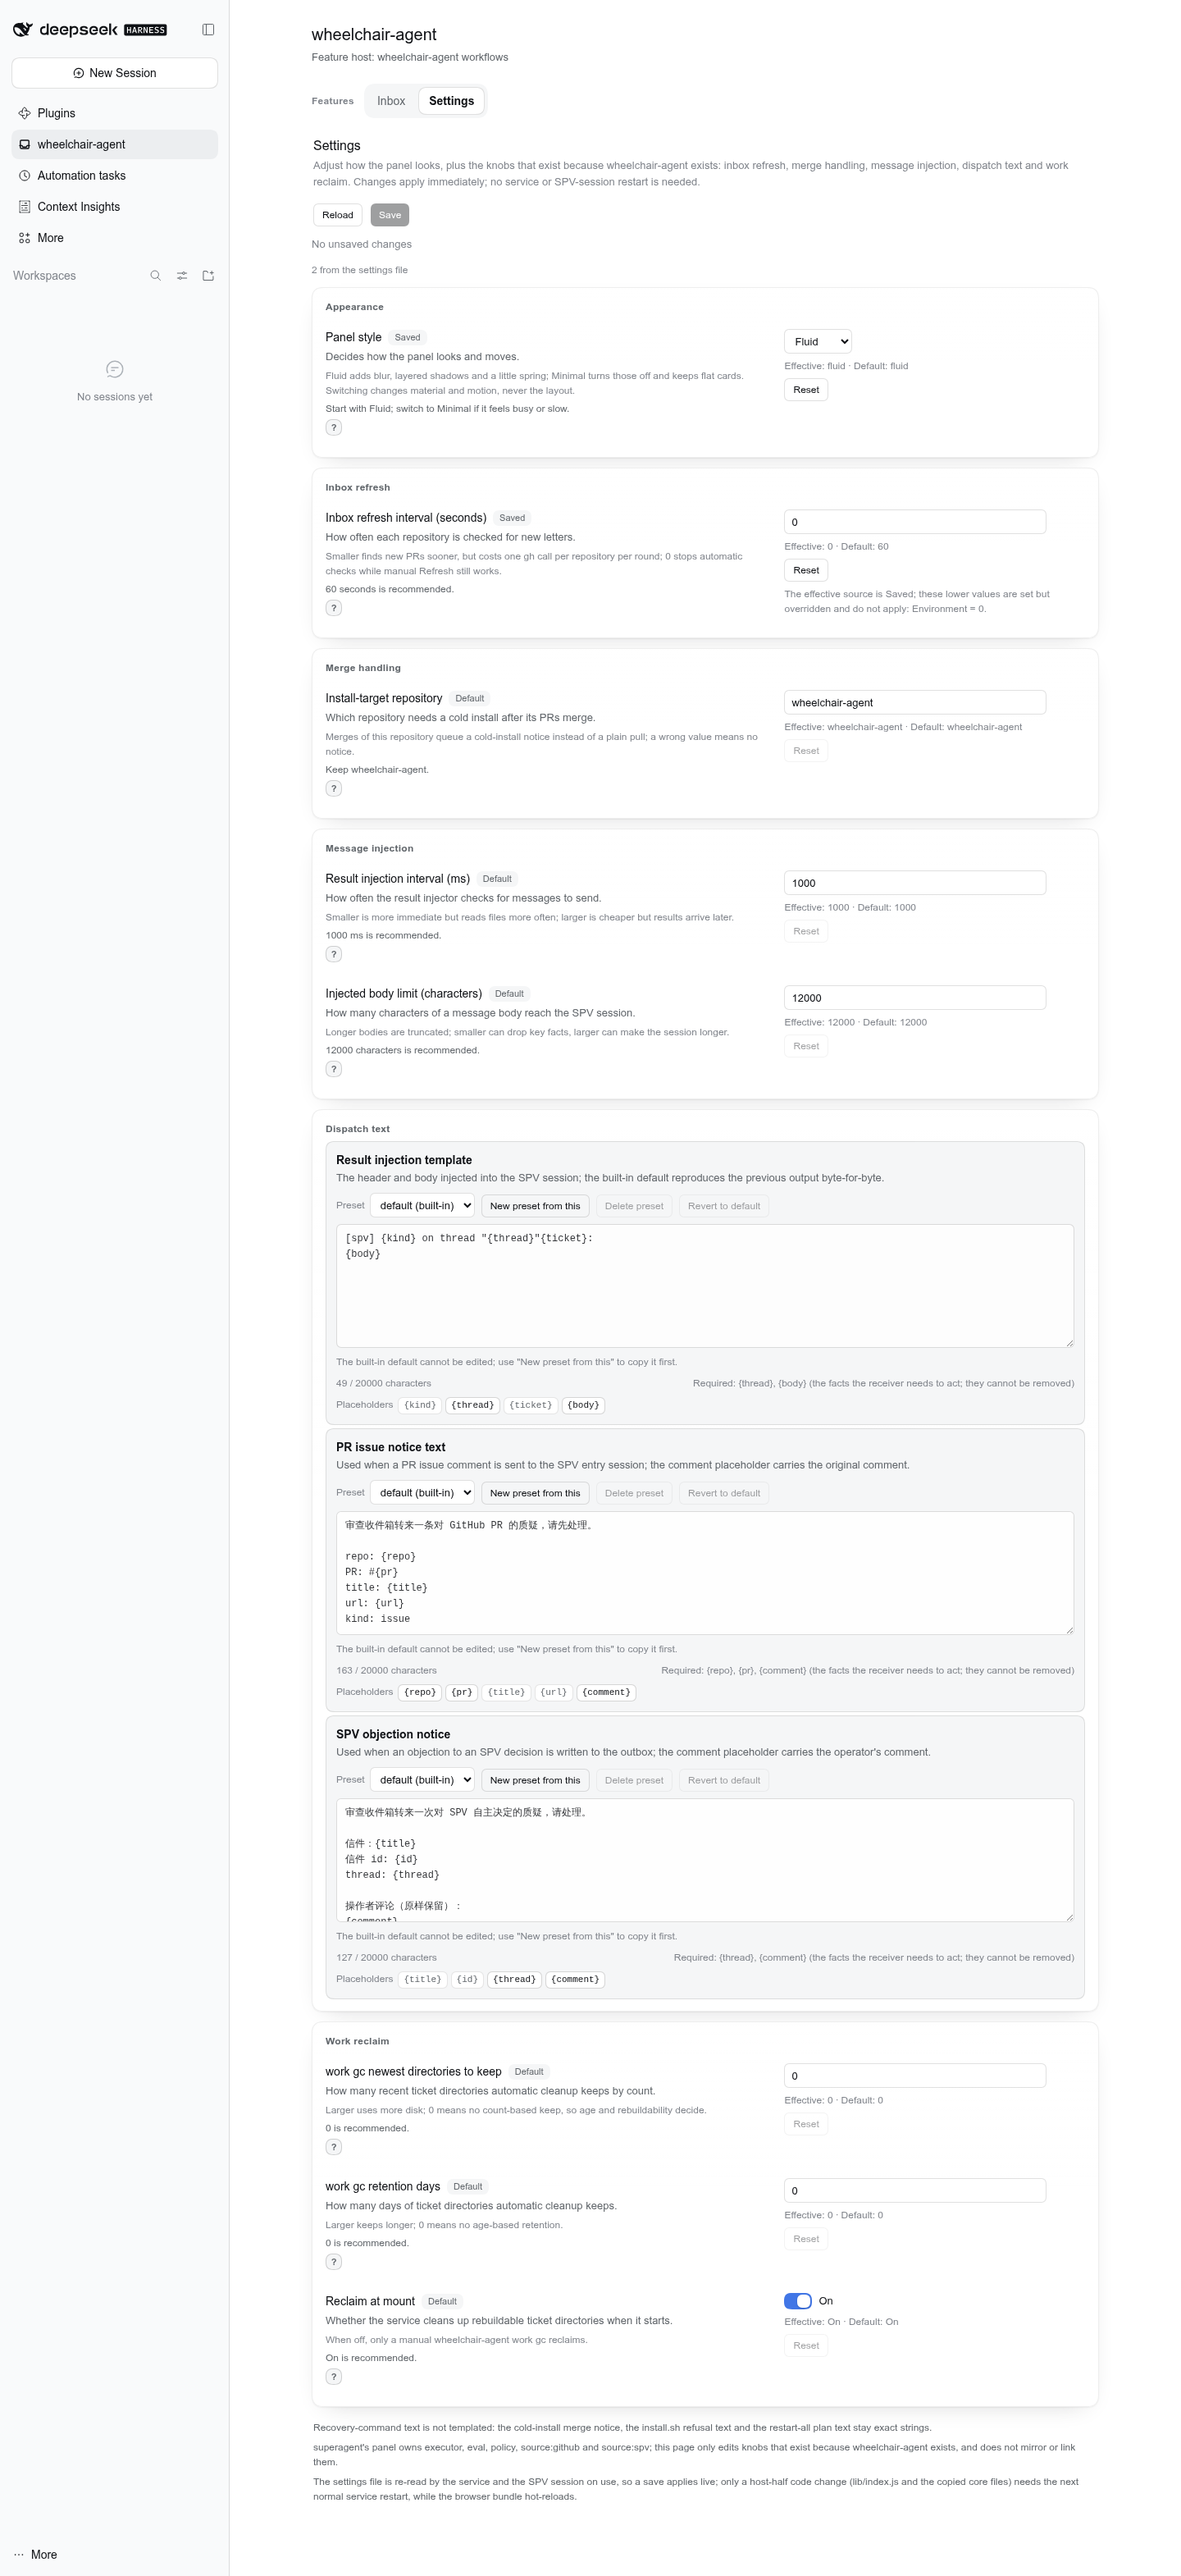 deepseek HARNESS
New Session
Plugins
wheelchair-agent
Automation tasks
Context Insights
More
Workspaces
No sessions yet
More
wheelchair-agent
Feature host: wheelchair-agent workflows
Features Inbox Settings
Settings
Adjust how the panel looks, plus the knobs that exist because wheelchair-agent exists: inbox refresh, merge handling, message injection, dispatch text and work
reclaim. Changes apply immediately; no service or SPV-session restart is needed.
Reload Save
No unsaved changes
2 from the settings file
Appearance
Panel style Saved
Decides how the panel looks and moves.
Fluid adds blur, layered shadows and a little spring; Minimal turns those off and keeps flat cards.
Switching changes material and motion, never the layout.
Start with Fluid; switch to Minimal if it feels busy or slow.
?
Fluid
Effective: fluid · Default: fluid
Reset
Inbox refresh
Inbox refresh interval (seconds) Saved
How often each repository is checked for new letters.
Smaller finds new PRs sooner, but costs one gh call per repository per round; 0 stops automatic
checks while manual Refresh still works.
60 seconds is recommended.
?
0
Effective: 0 · Default: 60
Reset
The effective source is Saved; these lower values are set but
overridden and do not apply: Environment = 0.
Merge handling
Install-target repository Default
Which repository needs a cold install after its PRs merge.
Merges of this repository queue a cold-install notice instead of a plain pull; a wrong value means no
notice.
Keep wheelchair-agent.
?
wheelchair-agent
Effective: wheelchair-agent · Default: wheelchair-agent
Reset
Message injection
Result injection interval (ms) Default
How often the result injector checks for messages to send.
Smaller is more immediate but reads files more often; larger is cheaper but results arrive later.
1000 ms is recommended.
?
1000
Effective: 1000 · Default: 1000
Reset
Injected body limit (characters) Default
How many characters of a message body reach the SPV session.
Longer bodies are truncated; smaller can drop key facts, larger can make the session longer.
12000 characters is recommended.
?
12000
Effective: 12000 · Default: 12000
Reset
Dispatch text
Result injection template
The header and body injected into the SPV session; the built-in default reproduces the previous output byte-for-byte.
Preset default (built-in) New preset from this Delete preset Revert to default
[spv] {kind} on thread "{thread}"{ticket}:
{body}
The built-in default cannot be edited; use "New preset from this" to copy it first.
49 / 20000 characters Required: {thread}, {body} (the facts the receiver needs to act; they cannot be removed)
Placeholders {kind} {thread} {ticket} {body}
PR issue notice text
Used when a PR issue comment is sent to the SPV entry session; the comment placeholder carries the original comment.
Preset default (built-in) New preset from this Delete preset Revert to default
审查收件箱转来一条对 GitHub PR 的质疑，请先处理。
repo: {repo}
PR: #{pr}
title: {title}
url: {url}
kind: issue
The built-in default cannot be edited; use "New preset from this" to copy it first.
163 / 20000 characters Required: {repo}, {pr}, {comment} (the facts the receiver needs to act; they cannot be removed)
Placeholders {repo} {pr} {title} {url} {comment}
SPV objection notice
Used when an objection to an SPV decision is written to the outbox; the comment placeholder carries the operator's comment.
Preset default (built-in) New preset from this Delete preset Revert to default
审查收件箱转来一次对 SPV 自主决定的质疑，请处理。
信件：{title}
信件 id: {id}
thread: {thread}
操作者评论（原样保留）：
{comment}
The built-in default cannot be edited; use "New preset from this" to copy it first.
127 / 20000 characters Required: {thread}, {comment} (the facts the receiver needs to act; they cannot be removed)
Placeholders {title} {id} {thread} {comment}
Work reclaim
work gc newest directories to keep Default
How many recent ticket directories automatic cleanup keeps by count.
Larger uses more disk; 0 means no count-based keep, so age and rebuildability decide.
0 is recommended.
?
0
Effective: 0 · Default: 0
Reset
work gc retention days Default
How many days of ticket directories automatic cleanup keeps.
Larger keeps longer; 0 means no age-based retention.
0 is recommended.
?
0
Effective: 0 · Default: 0
Reset
Reclaim at mount Default
Whether the service cleans up rebuildable ticket directories when it starts.
When off, only a manual wheelchair-agent work gc reclaims.
On is recommended.
?
On
Effective: On · Default: On
Reset
Recovery-command text is not templated: the cold-install merge notice, the install.sh refusal text and the restart-all plan text stay exact strings.
superagent's panel owns executor, eval, policy, source:github and source:spv; this page only edits knobs that exist because wheelchair-agent exists, and does not mirror or link
them.
The settings file is re-read by the service and the SPV session on use, so a save applies live; only a host-half code change (lib/index.js and the copied core files) needs the next
normal service restart, while the browser bundle hot-reloads.